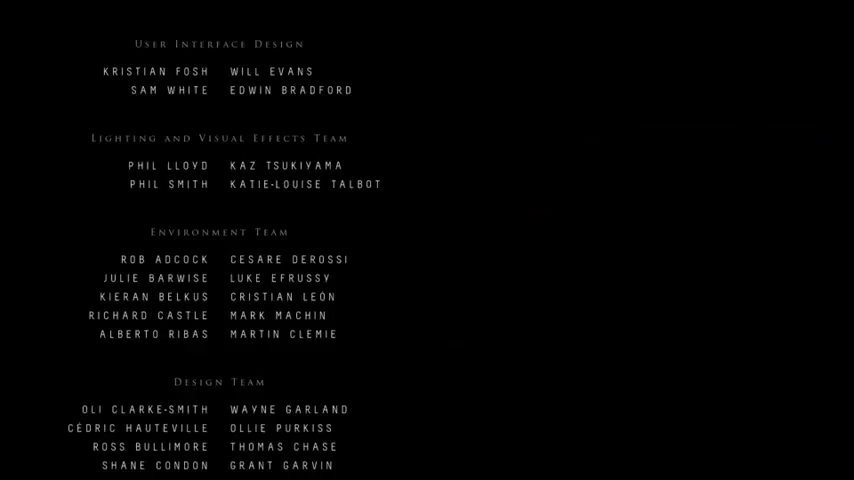 User Interface Design
KRISTIAN FOSH WILL EVANS
SAM WHITE EDWIN BRADFORD
Lighting and Visual Effects Team
PHIL LLOYD KAZ TSUKIYAMA
PHIL SMITH KATIE-LOUISE TALBOT
Environment Team
ROB ADCOCK CESARE DEROSSI
JULIE BARWISE LUKE EFRUSSY
KIERAN BELKUS CRISTIAN LEÓN
RICHARD CASTLE MARK MACHIN
ALBERTO RIBAS MARTIN CLEMIE
Design Team
OLI CLARKE-SMITH WAYNE GARLAND
CÉDRIC HAUTEVILLE OLLIE PURKISS
ROSS BULLIMORE THOMAS CHASE
SHANE CONDON GRANT GARVIN